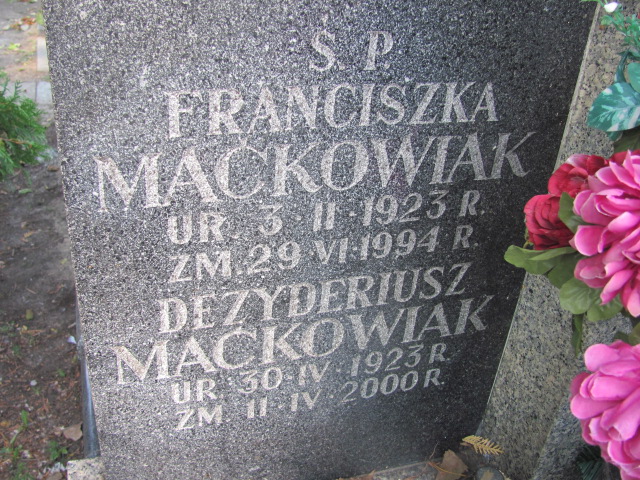 Ś. P.
FRANCISZKA
MAĆKOWIAK
UR. 3 II · 1923 R.
ZM. 29 VI · 1994 R.
DEZYDERIUSZ
MAĆKOWIAK
UR · 30 · IV · 1923 R.
ZM II · IV · 2000 R.